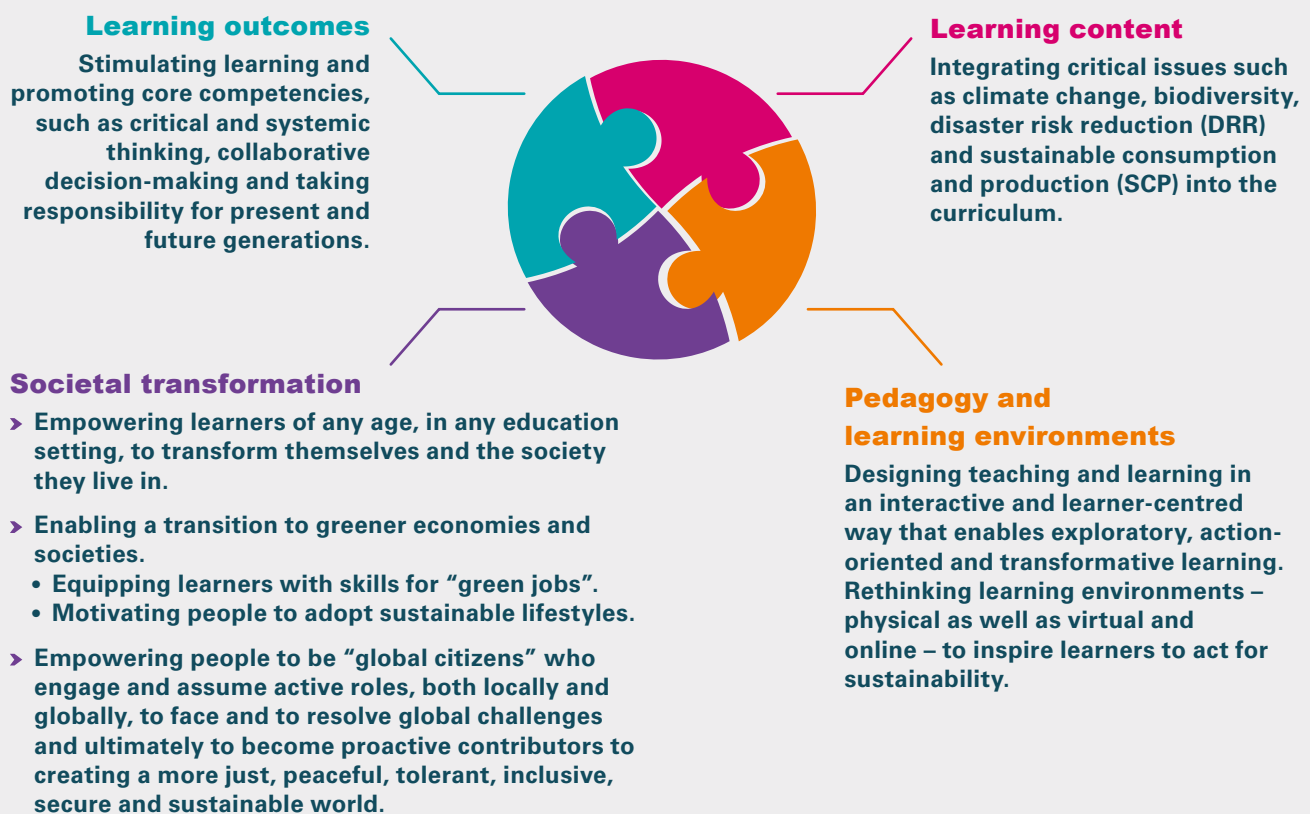 Learning outcomes
Stimulating learning and
promoting core competencies,
such as critical and systemic
thinking, collaborative
decision-making and taking
responsibility for present and
future generations.
Learning content
Integrating critical issues such
as climate change, biodiversity,
disaster risk reduction (DRR)
and sustainable consumption
and production (SCP) into the
curriculum.
Societal transformation
› Empowering learners of any age, in any education
setting, to transform themselves and the society
they live in.
› Enabling a transition to greener economies and
societies.
• Equipping learners with skills for “green jobs”.
• Motivating people to adopt sustainable lifestyles.
› Empowering people to be “global citizens” who
engage and assume active roles, both locally and
globally, to face and to resolve global challenges
and ultimately to become proactive contributors to
creating a more just, peaceful, tolerant, inclusive,
secure and sustainable world.
Pedagogy and
learning environments
Designing teaching and learning in
an interactive and learner-centred
way that enables exploratory, action-
oriented and transformative learning.
Rethinking learning environments –
physical as well as virtual and
online – to inspire learners to act for
sustainability.